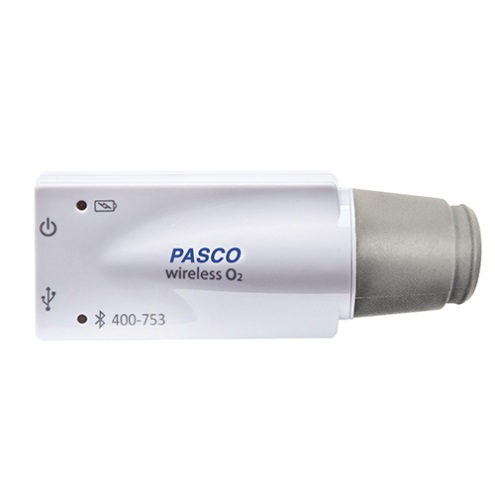 PASCO
wireless O₂
400-753